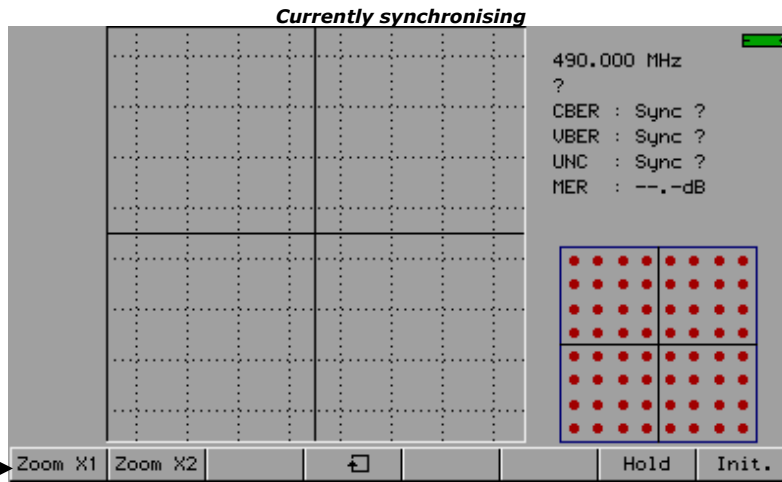 Currently synchronising
490.000 MHz
?
CBER : Sync ?
VBER : Sync ?
UNC : Sync ?
MER : --.-dB
Zoom X1 Zoom X2 Hold Init.